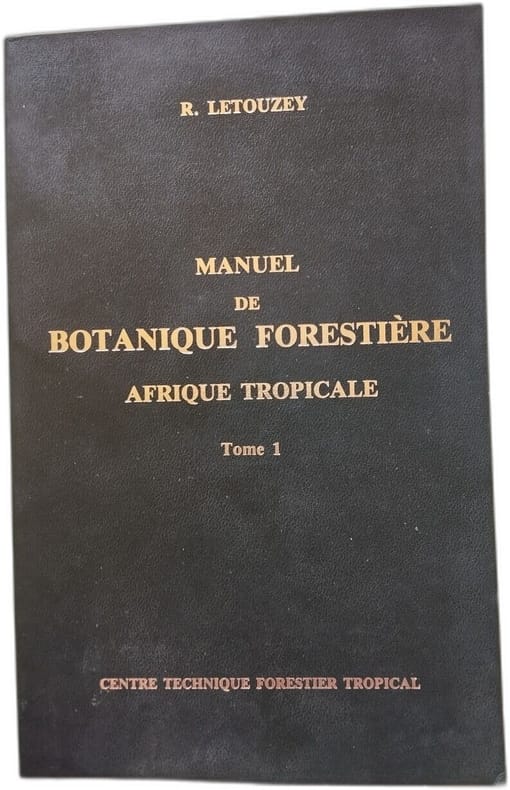 R. LETOUZEY
MANUEL
DE
BOTANIQUE FORESTIÈRE
AFRIQUE TROPICALE
Tome 1
CENTRE TECHNIQUE FORESTIER TROPICAL